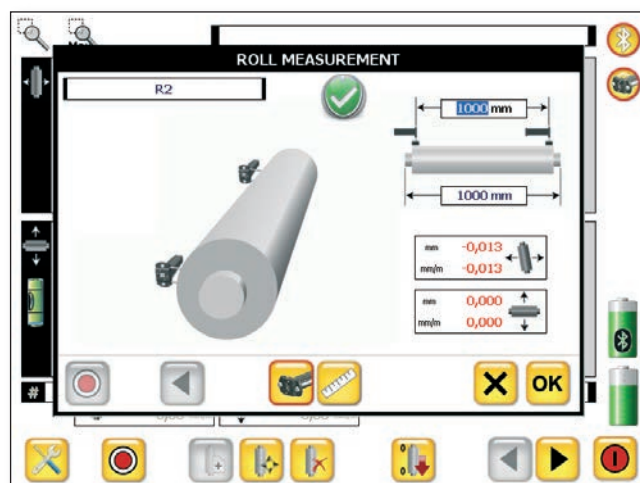 ROLL MEASUREMENT
R2
1000 mm
1000 mm
mm -0,013
mm/m -0,013
mm 0,000
mm/m 0,000
#
OK